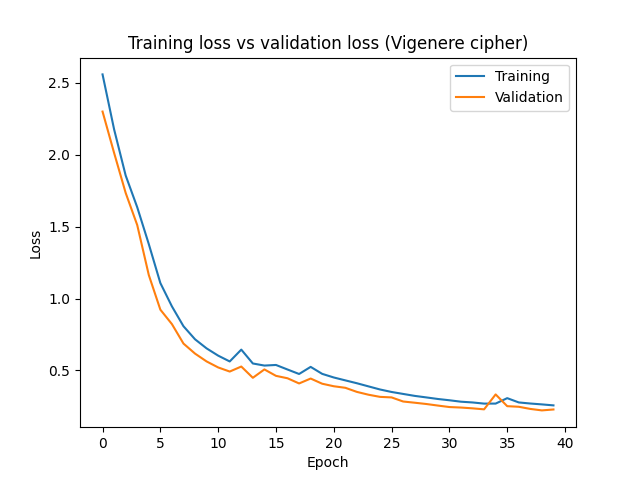 Training loss vs validation loss (Vigenere cipher)
Training
Validation
Loss
2.5
2.0
1.5
1.0
0.5
0 5 10 15 20 25 30 35 40
Epoch